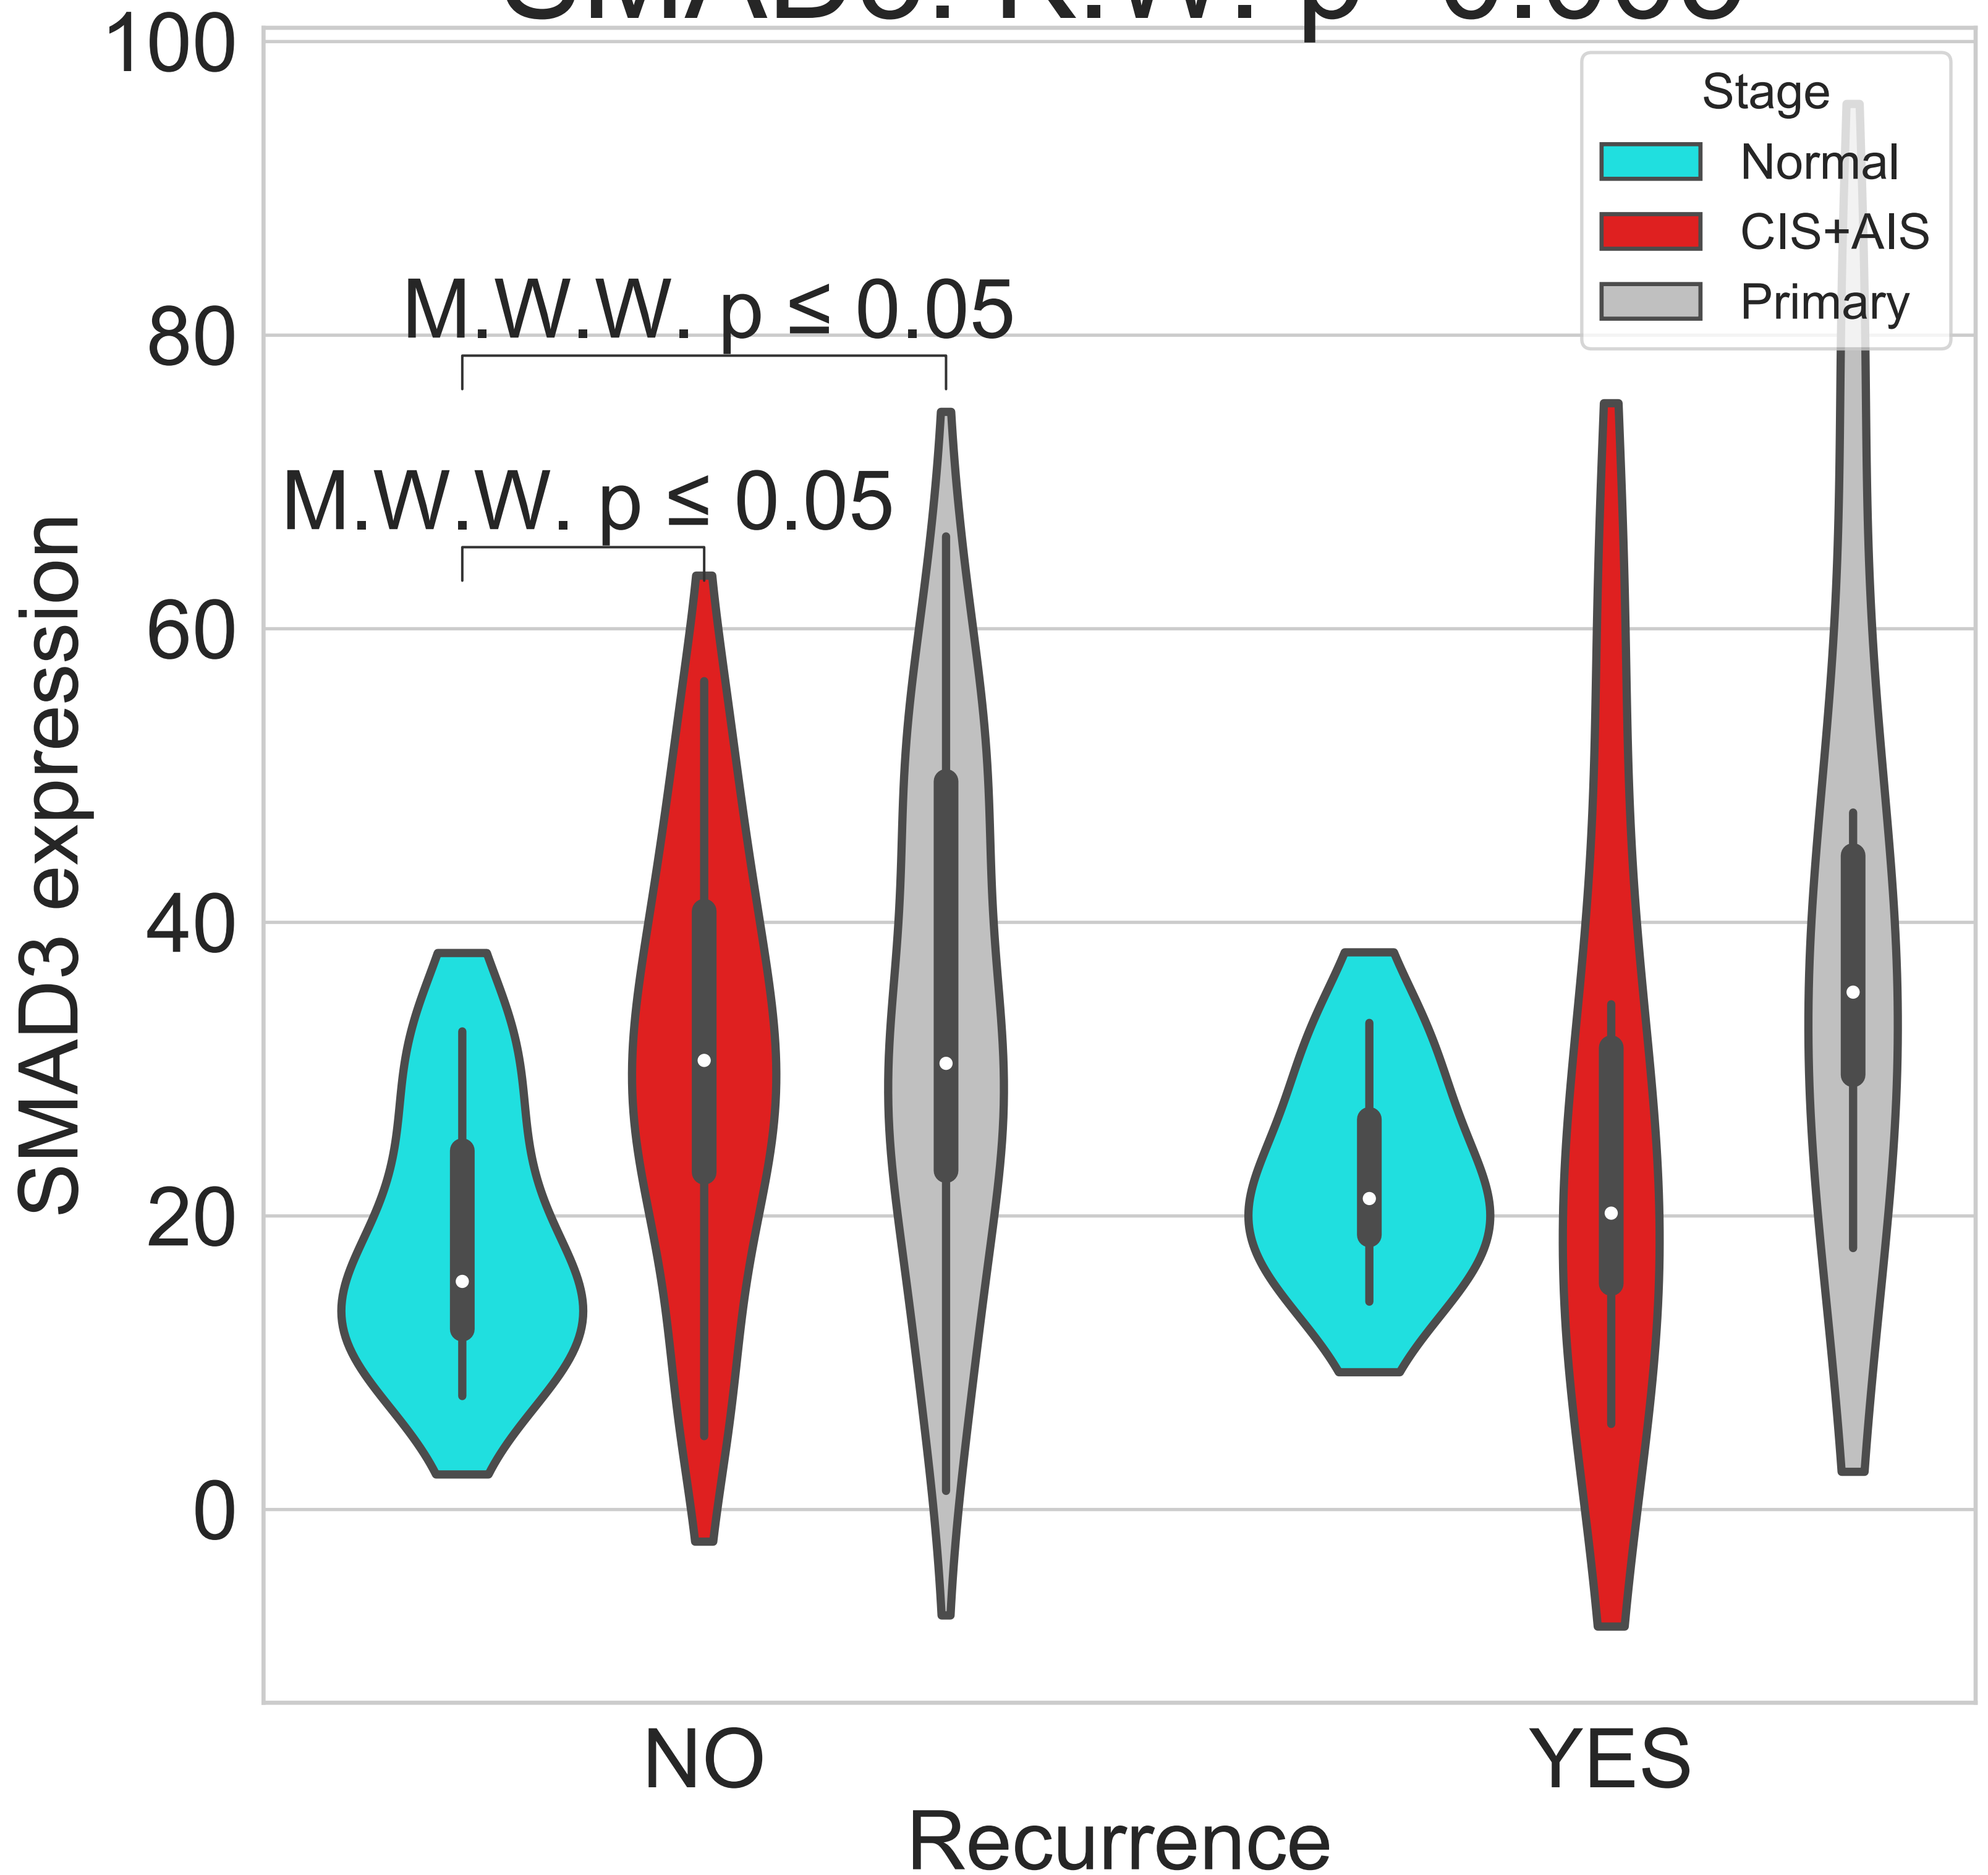 100
80
60
40
20
0
SMAD3 expression
Stage
Normal
CIS+AIS
Primary
M.W.W. p ≤ 0.05
M.W.W. p ≤ 0.05
NO
YES
Recurrence